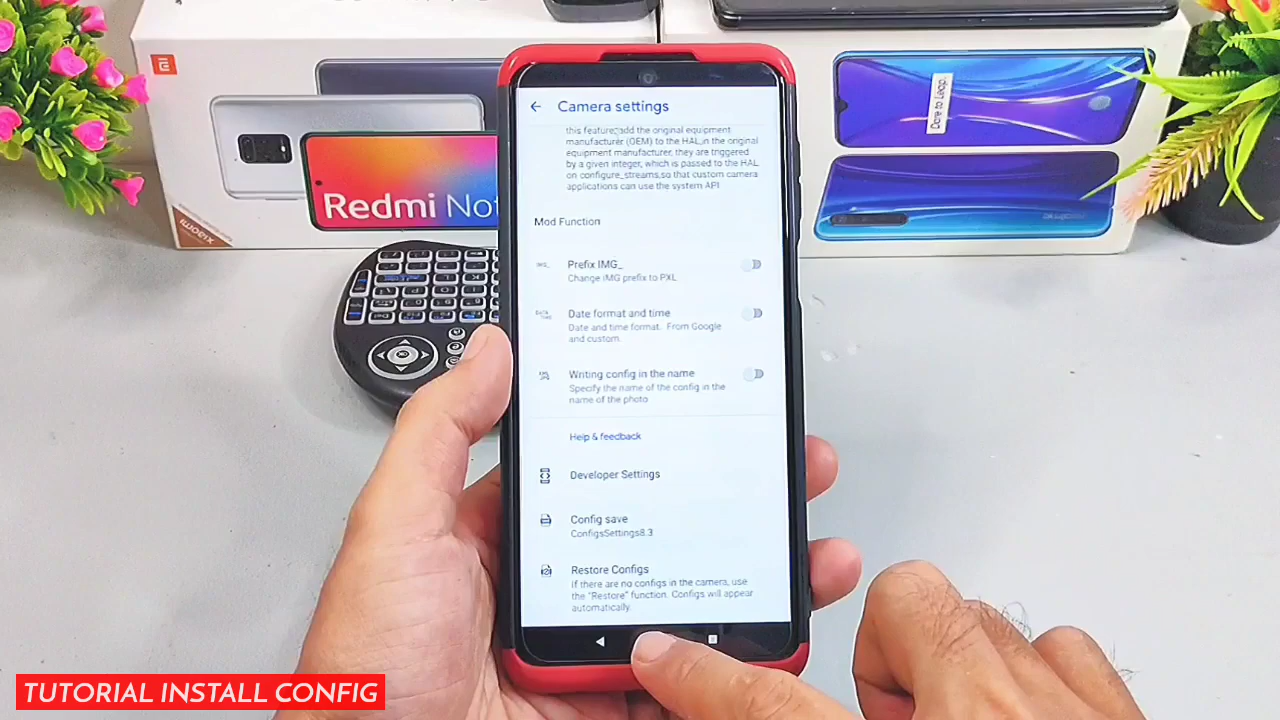 Camera settings
this feature,add the original equipment
manufacturer (OEM) to the HAL,in the original
equipment manufacturer, they are triggered
by a given integer, which is passed to the HAL
on configure_streams,so that custom camera
applications can use the system API
Mod Function
IMG_
Prefix IMG_
Change IMG prefix to PXL
Date format and time
Date and time format. From Google
and custom.
Writing config in the name
Specify the name of the config in the
name of the photo
Help & feedback
Developer Settings
Config save
ConfigsSettings8.3
Restore Configs
If there are no configs in the camera, use
the "Restore" function. Configs will appear
automatically.
Redmi Not
Xiaomi
Dare to Leap
TUTORIAL INSTALL CONFIG